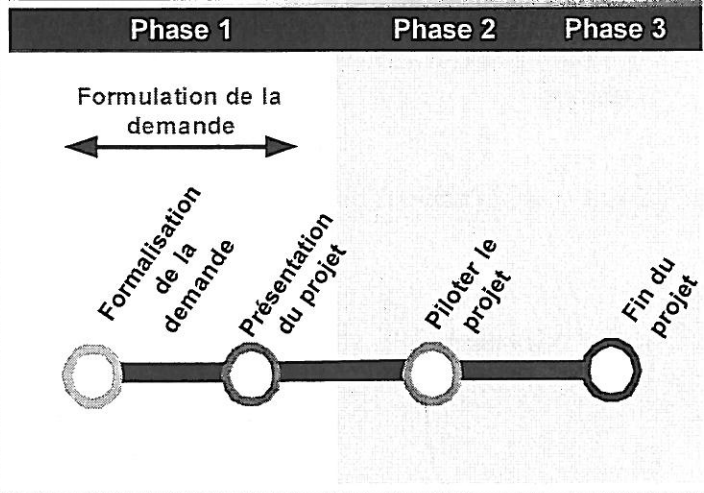 Phase 1
Phase 2
Phase 3
Formulation de la
demande
Formalisation
de la
demande
Présentation
du projet
Piloter le
projet
Fin du
projet